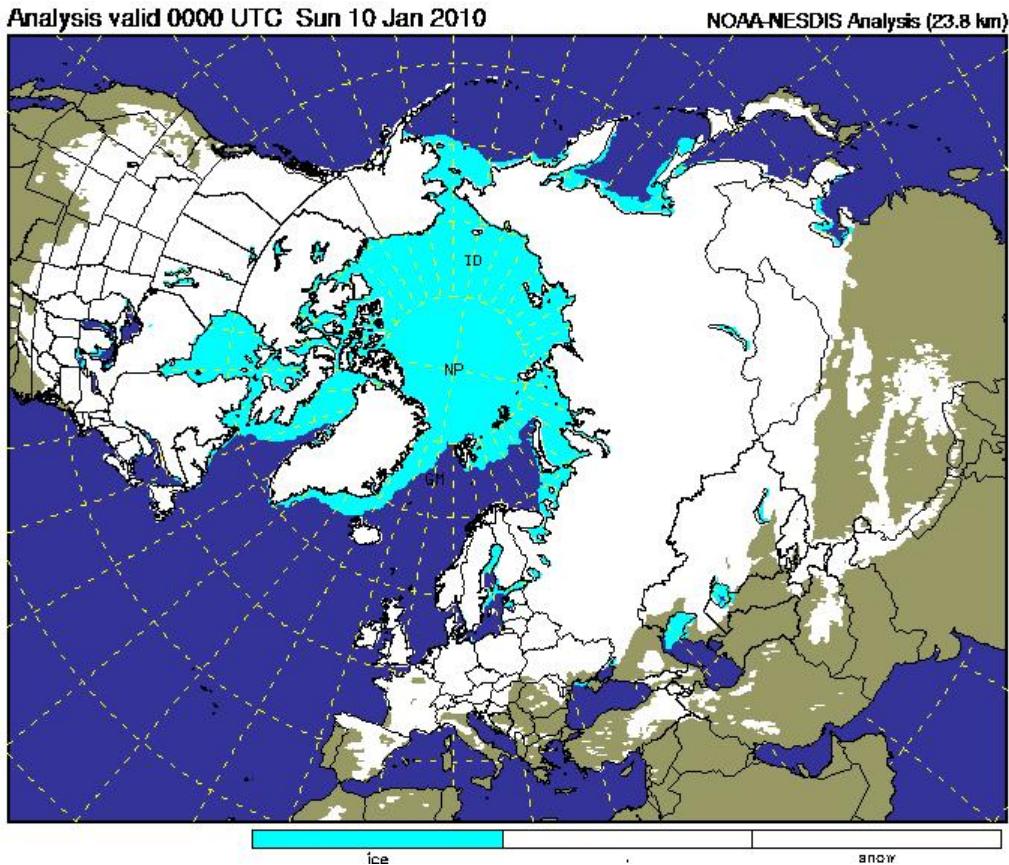 Analysis valid 0000 UTC Sun 10 Jan 2010
NOAA-NESDIS Analysis (23.8 km)
ID
NP
GM
ice
snow